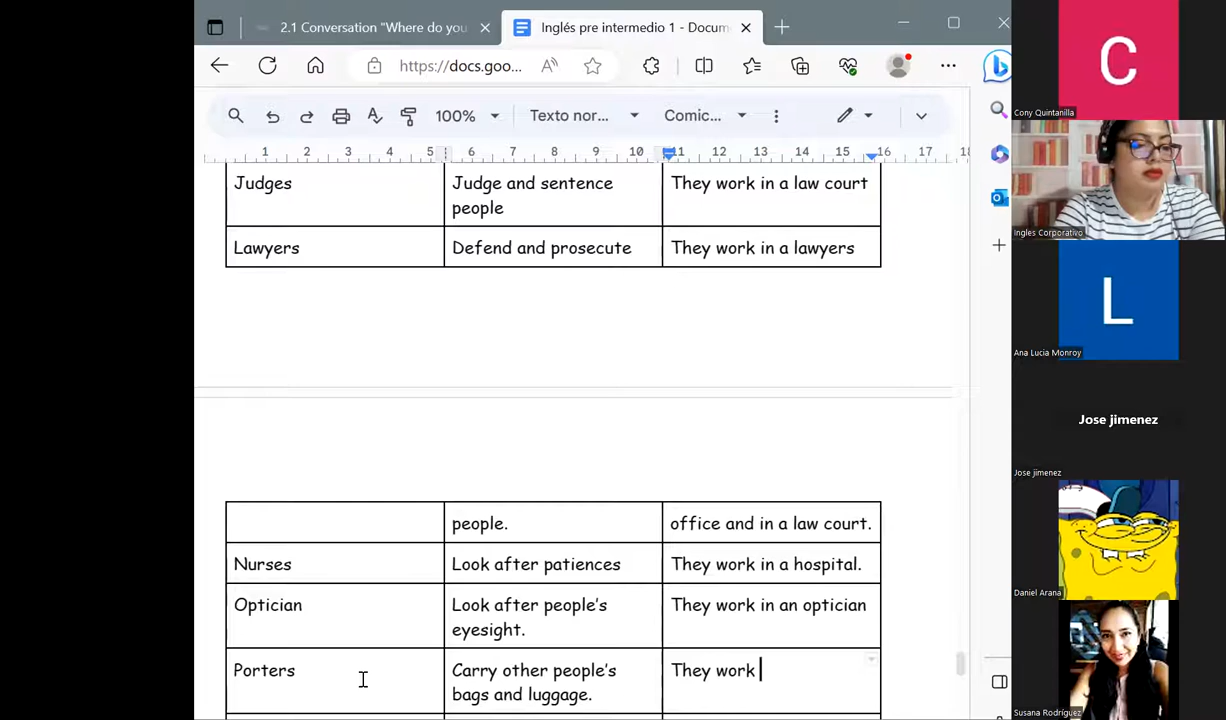 2.1 Conversation "Where do you
Inglés pre intermedio 1 - Docum
https://docs.goo...
100%
Texto nor...
Comic...
1 2 3 4 5 6 7 8 9 10 11 12 13 14 15 16 17 18
Judges
Judge and sentence
people
They work in a law court
Lawyers
Defend and prosecute
They work in a lawyers
people.
office and in a law court.
Nurses
Look after patiences
They work in a hospital.
Optician
Look after people's
eyesight.
They work in an optician
Porters
Carry other people's
bags and luggage.
They work
C
Cony Quintanilla
Ingles Corporativo
L
Ana Lucia Monroy
Jose jimenez
Jose jimenez
Daniel Arana
Susana Rodríguez